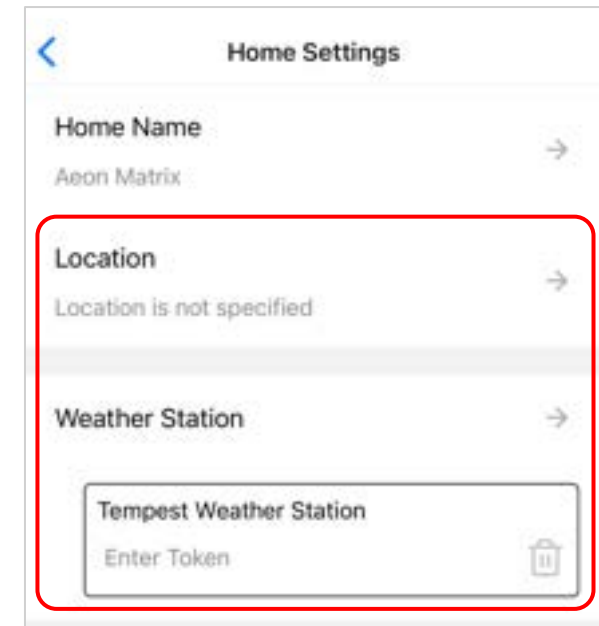 Home Settings
Home Name
Aeon Matrix
Location
Location is not specified
Weather Station
Tempest Weather Station
Enter Token